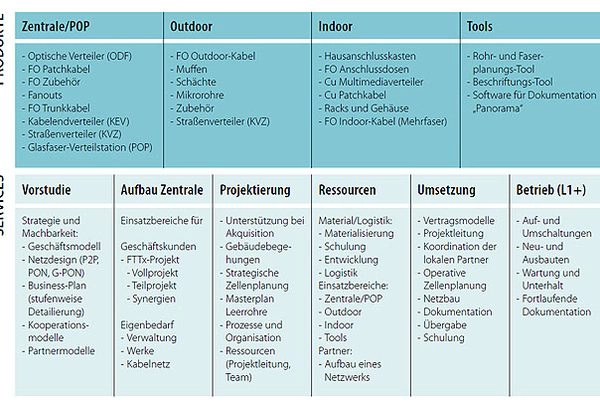 PRODUKTE
Zentrale/POP
- Optische Verteiler (ODF)
- FO Patchkabel
- FO Zubehör
- Fanouts
- FO Trunkkabel
- Kabelendverteiler (KEV)
- Straßenverteiler (KVZ)
- Glasfaser-Verteilstation (POP)
Outdoor
- FO Outdoor-Kabel
- Muffen
- Schächte
- Mikrorohre
- Zubehör
- Straßenverteiler (KVZ)
Indoor
- Hausanschlusskasten
- FO Anschlussdosen
- Cu Multimediaverteiler
- Cu Patchkabel
- Racks und Gehäuse
- FO Indoor-Kabel (Mehrfaser)
Tools
- Rohr- und Faser-
planungs-Tool
- Beschriftungs-Tool
- Software für Dokumentation
„Panorama“
SERVICES
Vorstudie
Strategie und
Machbarkeit:
- Geschäftsmodell
- Netzdesign (P2P,
PON, G-PON)
- Business-Plan
(stufenweise
Detailierung)
- Kooperations-
modelle
- Partnermodelle
Aufbau Zentrale
Einsatzbereiche für
Geschäftskunden
- FTTx-Projekt
- Vollprojekt
- Teilprojekt
- Synergien
Eigenbedarf
- Verwaltung
- Werke
- Kabelnetz
Projektierung
- Unterstützung bei
Akquisition
- Gebäudebege-
hungen
- Strategische
Zellenplanung
- Masterplan
Leerrohre
- Prozesse und
Organisation
- Ressourcen
(Projektleitung,
Team)
Ressourcen
Material/Logistik:
- Materialisierung
- Schulung
- Entwicklung
- Logistik
Einsatzbereiche:
- Zentrale/POP
- Outdoor
- Indoor
- Tools
Partner:
- Aufbau eines
Netzwerks
Umsetzung
- Vertragsmodelle
- Projektleitung
- Koordination der
lokalen Partner
- Operative
Zellenplanung
- Netzbau
- Dokumentation
- Übergabe
- Schulung
Betrieb (L1+)
- Auf- und
Umschaltungen
- Neu- und
Ausbauten
- Wartung und
Unterhalt
- Fortlaufende
Dokumentation